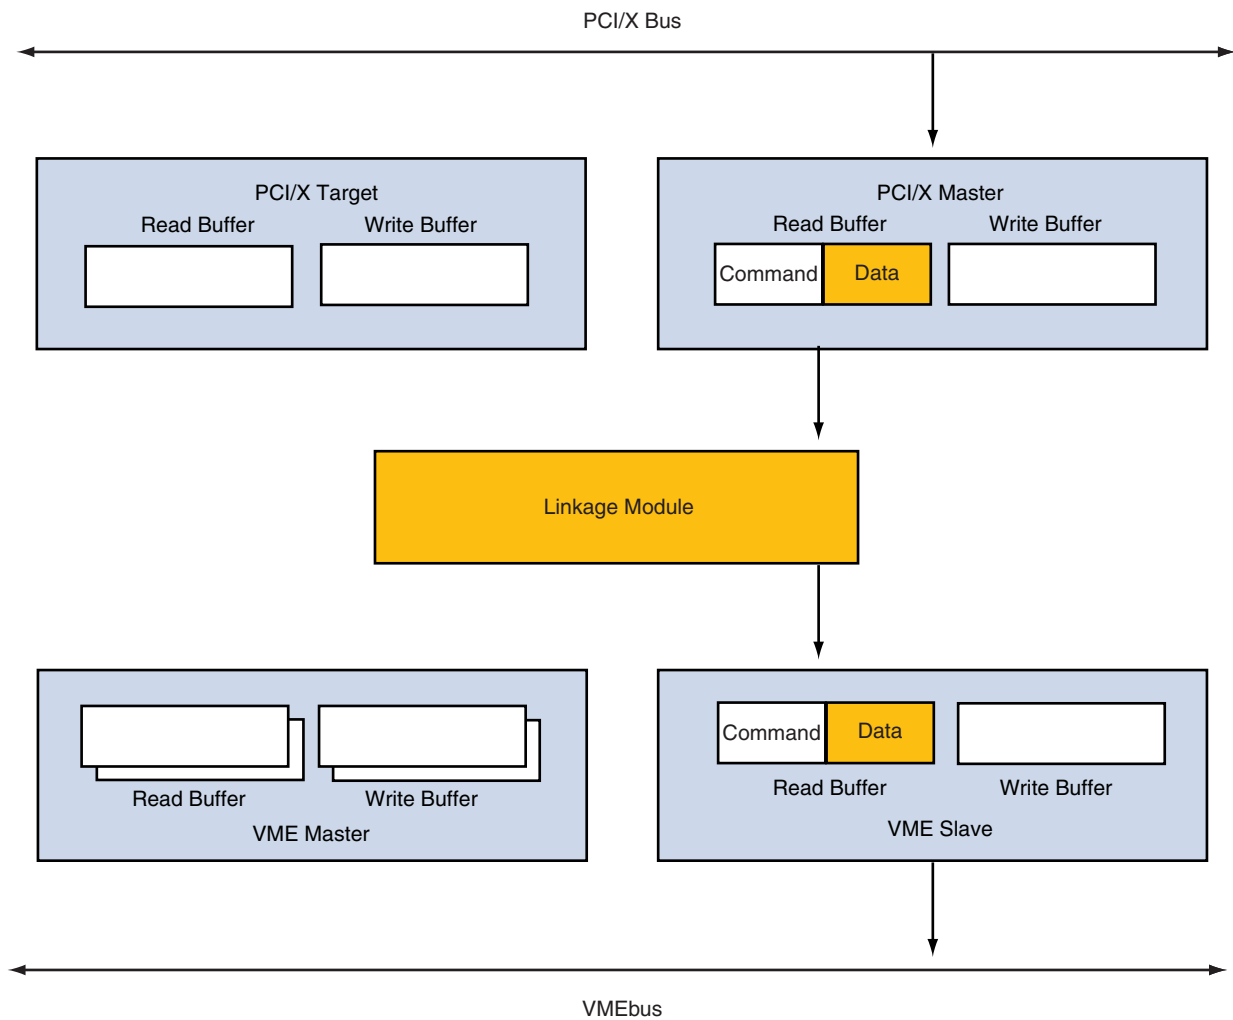 PCI/X Bus
PCI/X Target
Read Buffer
Write Buffer
PCI/X Master
Read Buffer
Write Buffer
Command
Data
Linkage Module
Read Buffer
Write Buffer
VME Master
Command
Data
Read Buffer
Write Buffer
VME Slave
VMEbus